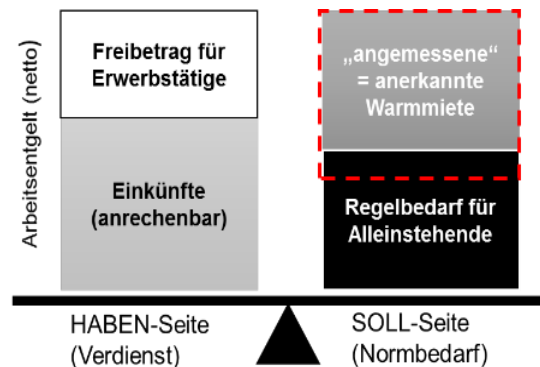 Arbeitsentgelt (netto)
Freibetrag für
Erwerbstätige
Einkünfte
(anrechenbar)
„angemessene“
= anerkannte
Warmmiete
Regelbedarf für
Alleinstehende
HABEN-Seite
(Verdienst)
SOLL-Seite
(Normbedarf)